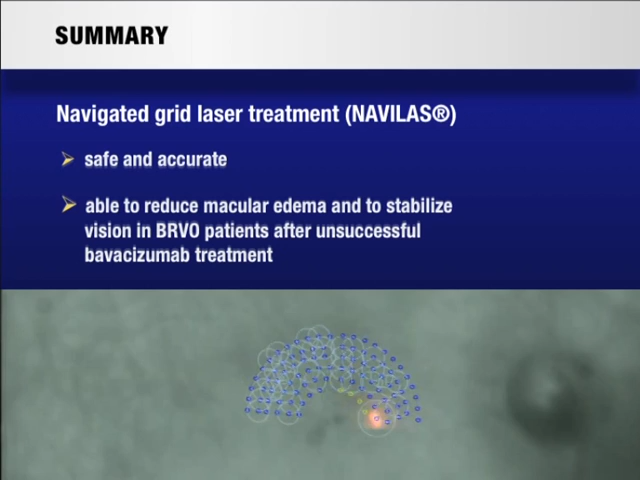 SUMMARY
Navigated grid laser treatment (NAVILAS®)
safe and accurate
able to reduce macular edema and to stabilize
vision in BRVO patients after unsuccessful
bavacizumab treatment